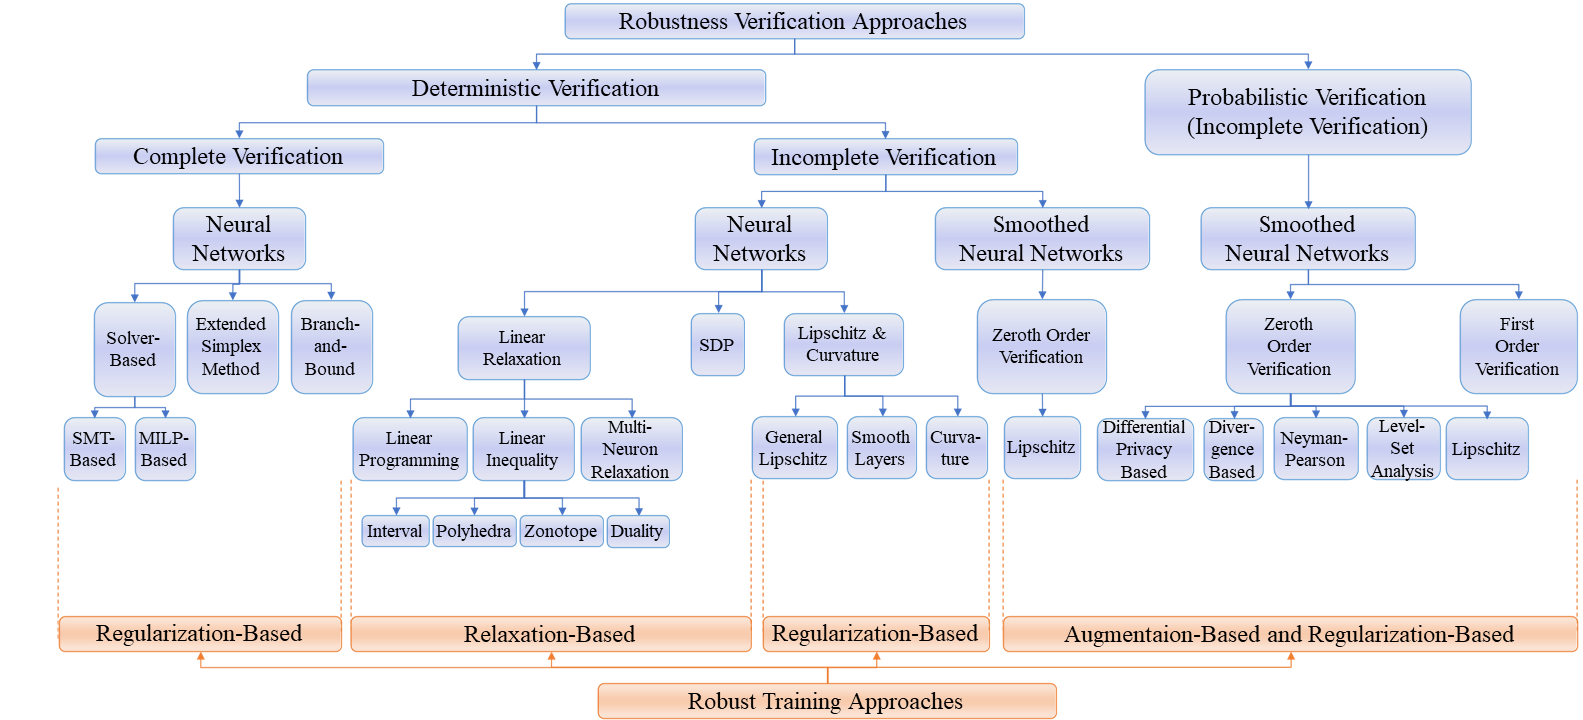 Robustness Verification Approaches
Deterministic Verification
Probabilistic Verification
(Incomplete Verification)
Complete Verification
Incomplete Verification
Neural
Networks
Neural
Networks
Smoothed
Neural Networks
Smoothed
Neural Networks
Solver-
Based
Extended
Simplex
Method
Branch-
and-
Bound
Linear
Relaxation
SDP
Lipschitz &
Curvature
Zeroth Order
Verification
Zeroth
Order
Verification
First
Order
Verification
SMT-
Based
MILP-
Based
Linear
Programming
Linear
Inequality
Multi-
Neuron
Relaxation
General
Lipschitz
Smooth
Layers
Curva-
ture
Lipschitz
Differential
Privacy
Based
Diver-
gence
Based
Neyman-
Pearson
Level-
Set
Analysis
Lipschitz
Interval
Polyhedra
Zonotope
Duality
Regularization-Based
Relaxation-Based
Regularization-Based
Augmentaion-Based and Regularization-Based
Robust Training Approaches